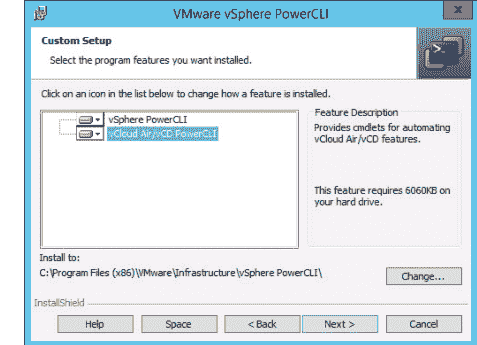 VMware vSphere PowerCLI
x
Custom Setup
Select the program features you want installed.
>_
Click on an icon in the list below to change how a feature is installed.
vSphere PowerCLI
vCloud Air/vCD PowerCLI
Feature Description
Provides cmdlets for automating
vCloud Air/vCD features.
This feature requires 6060KB on
your hard drive.
Install to:
C:\Program Files (x86)\VMware\Infrastructure\vSphere PowerCLI\
Change...
InstallShield
Help
Space
< Back
Next >
Cancel